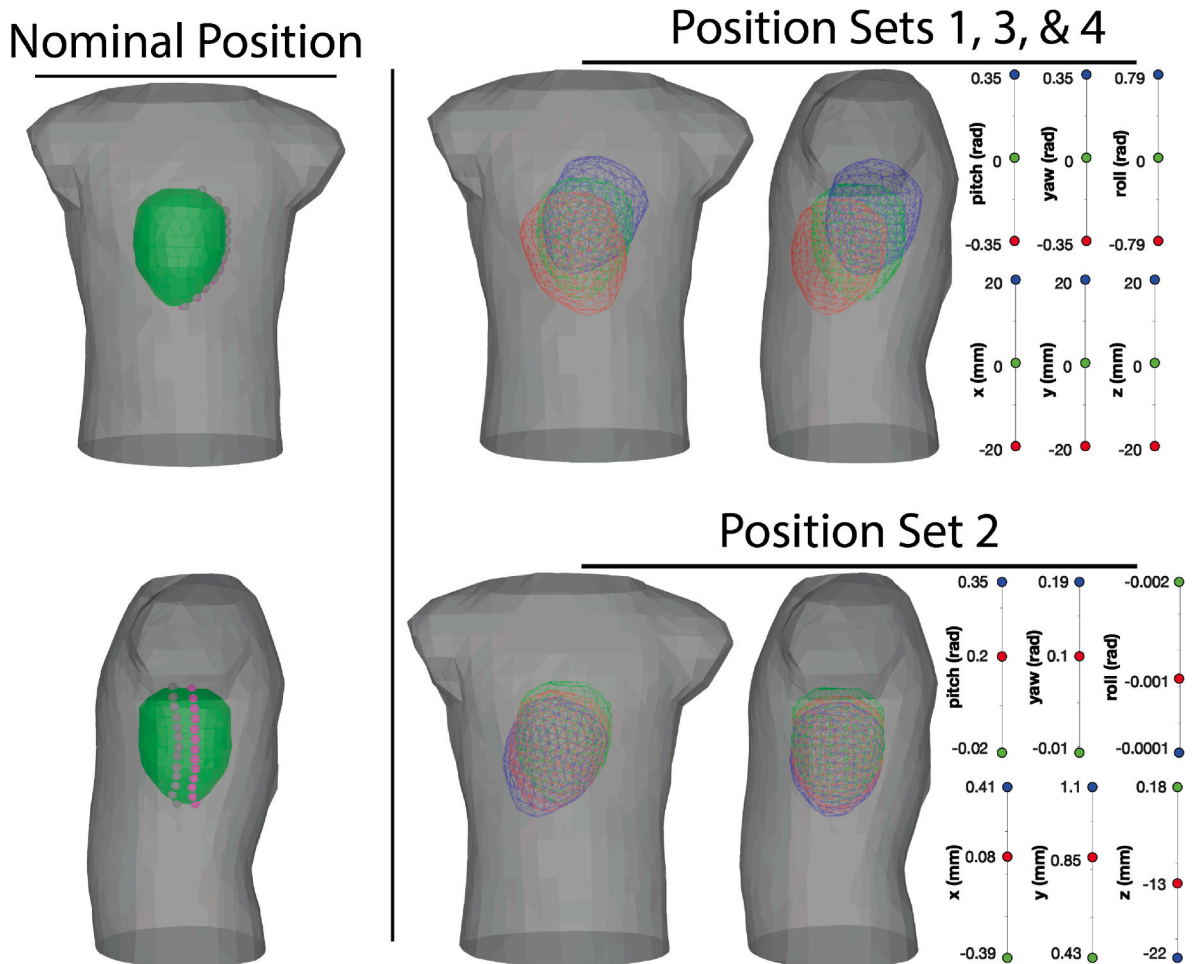 Nominal Position
Position Sets 1, 3, & 4
0.35 0.35 0.79
pitch (rad) yaw (rad) roll (rad)
0 0 0
-0.35 -0.35 -0.79
20 20 20
x (mm) y (mm) z (mm)
0 0 0
-20 -20 -20
Position Set 2
0.35 0.19 -0.002
pitch (rad) yaw (rad) roll (rad)
0.2 0.1 -0.001
-0.02 -0.01 -0.0001
0.41 1.1 0.18
x (mm) y (mm) z (mm)
0.08 0.85 -13
-0.39 0.43 -22